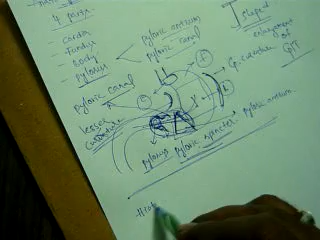 4 parts
- Cardia
- Fundus
- Body
- Pylorus
pyloric antrum
pyloric canal
J shaped
enlargement
of
GIT
pyloric canal
lesser
curvature
G. curvature
pylorus pyloric sphincter pyloric antrum